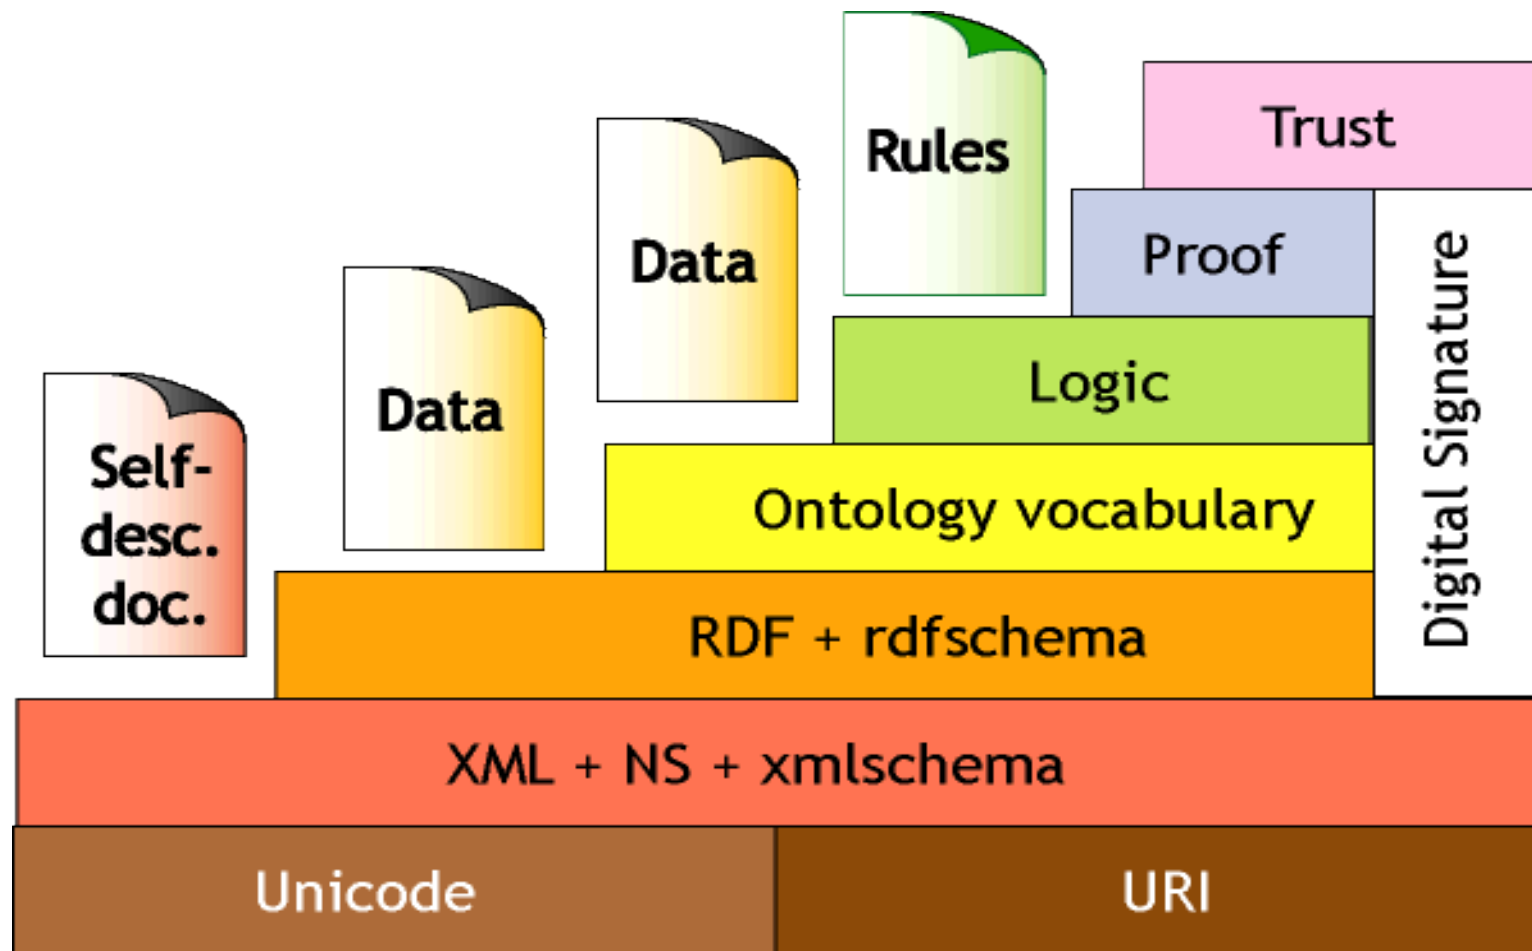 Rules
Trust
Data
Proof
Data
Logic
Self-
desc.
doc.
Ontology vocabulary
Digital Signature
RDF + rdfschema
XML + NS + xmlschema
Unicode
URI